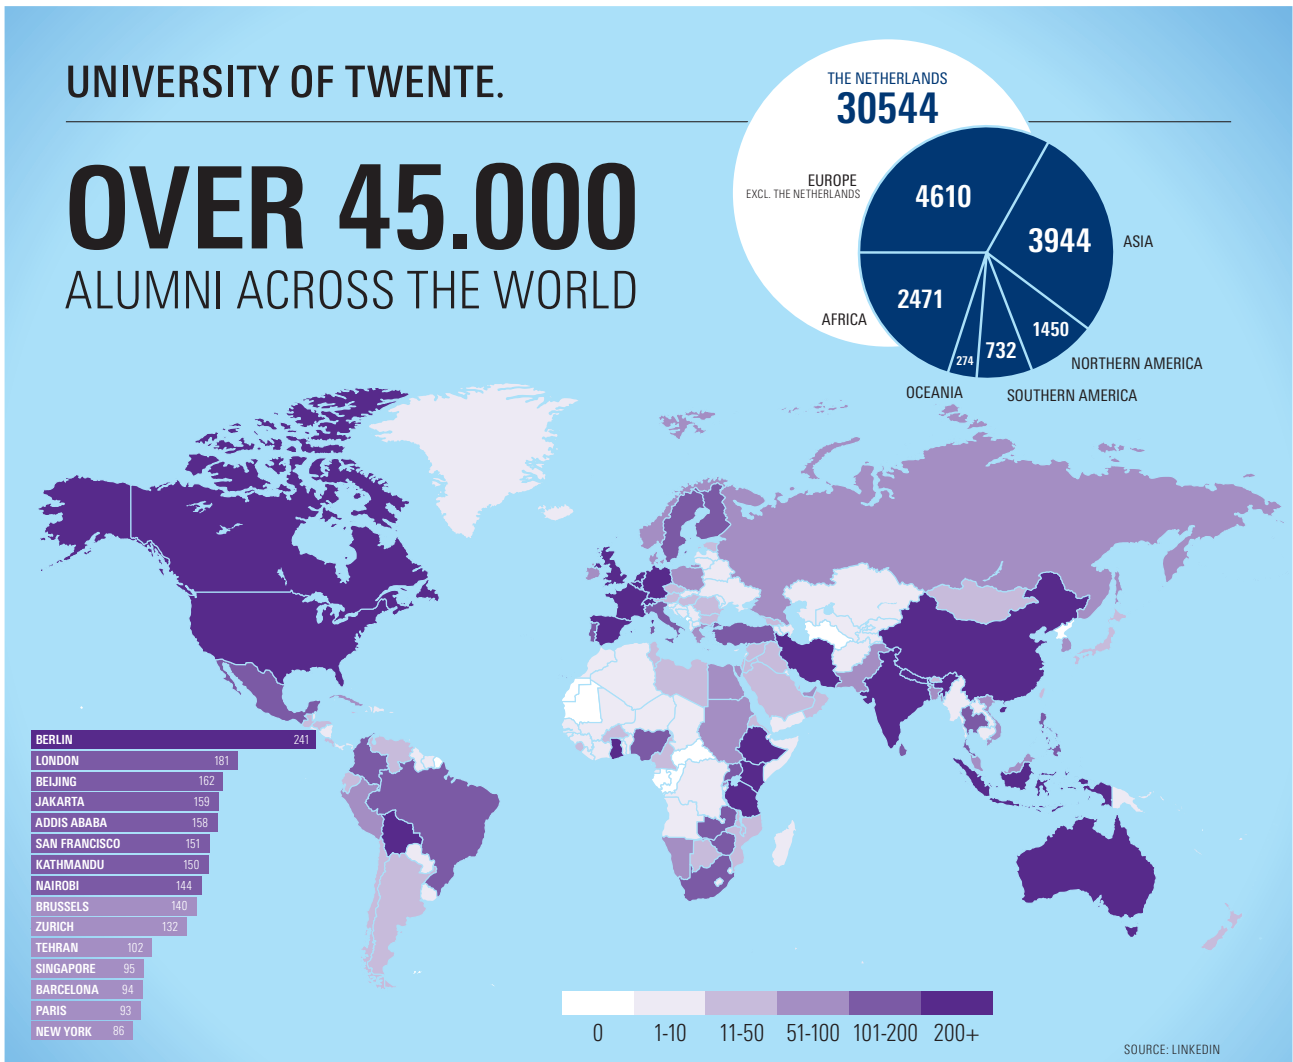 UNIVERSITY OF TWENTE.
OVER 45.000
ALUMNI ACROSS THE WORLD
THE NETHERLANDS
30544
EUROPE
EXCL. THE NETHERLANDS
4610
3944
ASIA
2471
AFRICA
1450
NORTHERN AMERICA
732
SOUTHERN AMERICA
274
OCEANIA
BERLIN 241
LONDON 181
BEIJING 162
JAKARTA 159
ADDIS ABABA 158
SAN FRANCISCO 151
KATHMANDU 150
NAIROBI 144
BRUSSELS 140
ZURICH 132
TEHRAN 102
SINGAPORE 95
BARCELONA 94
PARIS 93
NEW YORK 86
0 1-10 11-50 51-100 101-200 200+
SOURCE: LINKEDIN